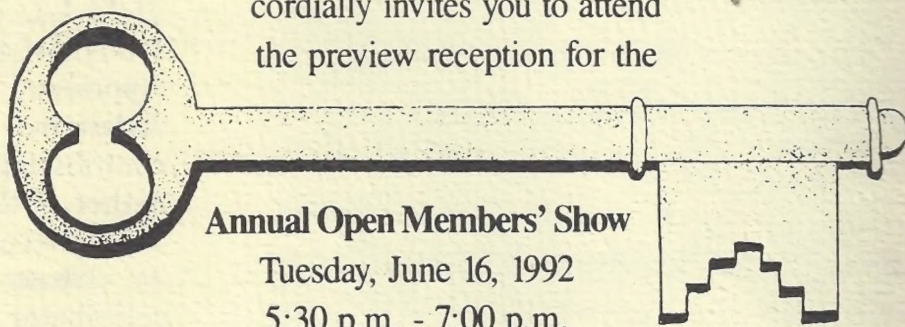 cordially invites you to attend
the preview reception for the
Annual Open Members' Show
Tuesday, June 16, 1992
5:30 p.m. - 7:00 p.m.